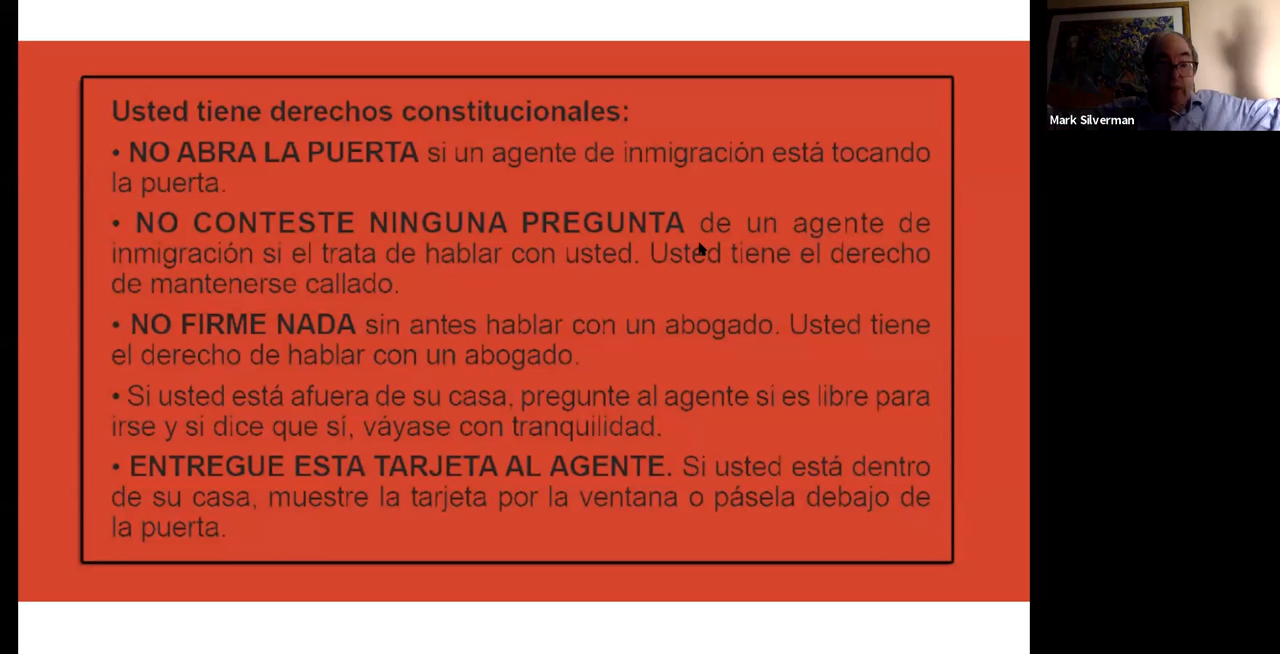 Usted tiene derechos constitucionales:
• NO ABRA LA PUERTA si un agente de inmigración está tocando
la puerta.
• NO CONTESTE NINGUNA PREGUNTA de un agente de
inmigración si el trata de hablar con usted. Usted tiene el derecho
de mantenerse callado.
• NO FIRME NADA sin antes hablar con un abogado. Usted tiene
el derecho de hablar con un abogado.
• Si usted está afuera de su casa, pregunte al agente si es libre para
irse y si dice que sí, váyase con tranquilidad.
• ENTREGUE ESTA TARJETA AL AGENTE. Si usted está dentro
de su casa, muestre la tarjeta por la ventana o pásela debajo de
la puerta.
Mark Silverman